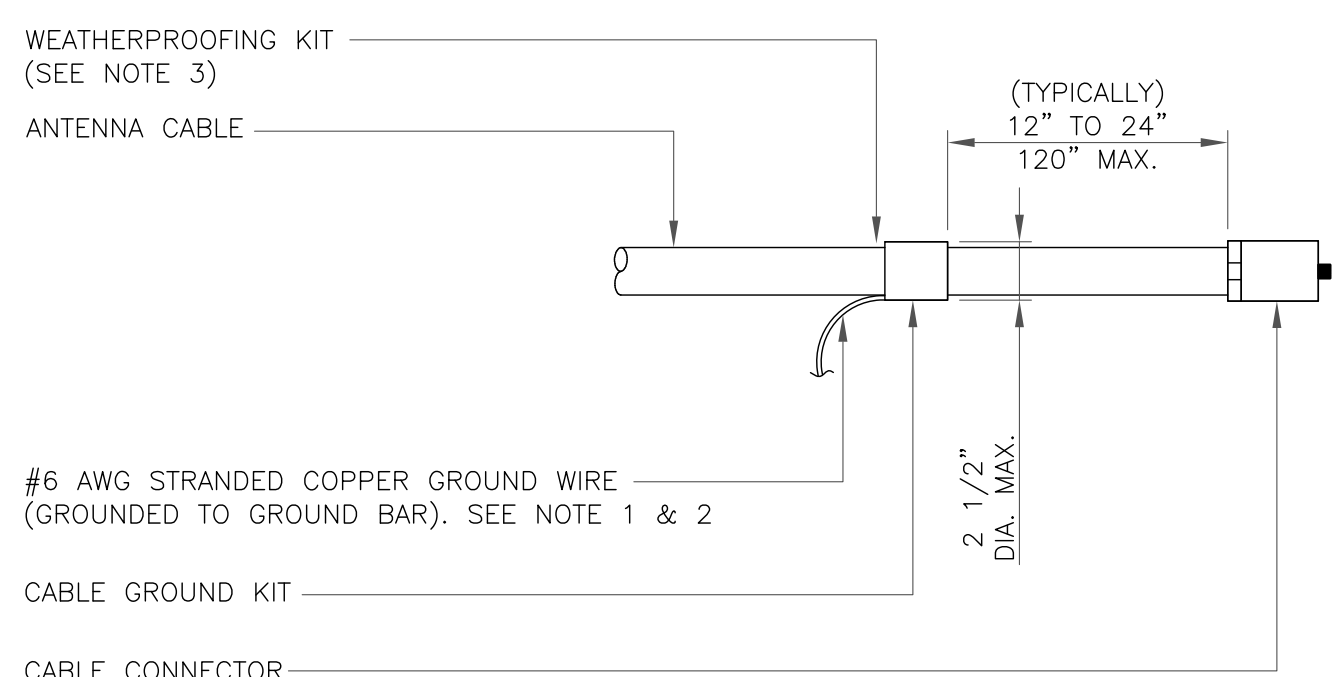 WEATHERPROOFING KIT
(SEE NOTE 3)
ANTENNA CABLE
(TYPICALLY)
12” TO 24”
120” MAX.
#6 AWG STRANDED COPPER GROUND WIRE
(GROUNDED TO GROUND BAR). SEE NOTE 1 & 2
2 1/2”
DIA. MAX.
CABLE GROUND KIT
CABLE CONNECTOR